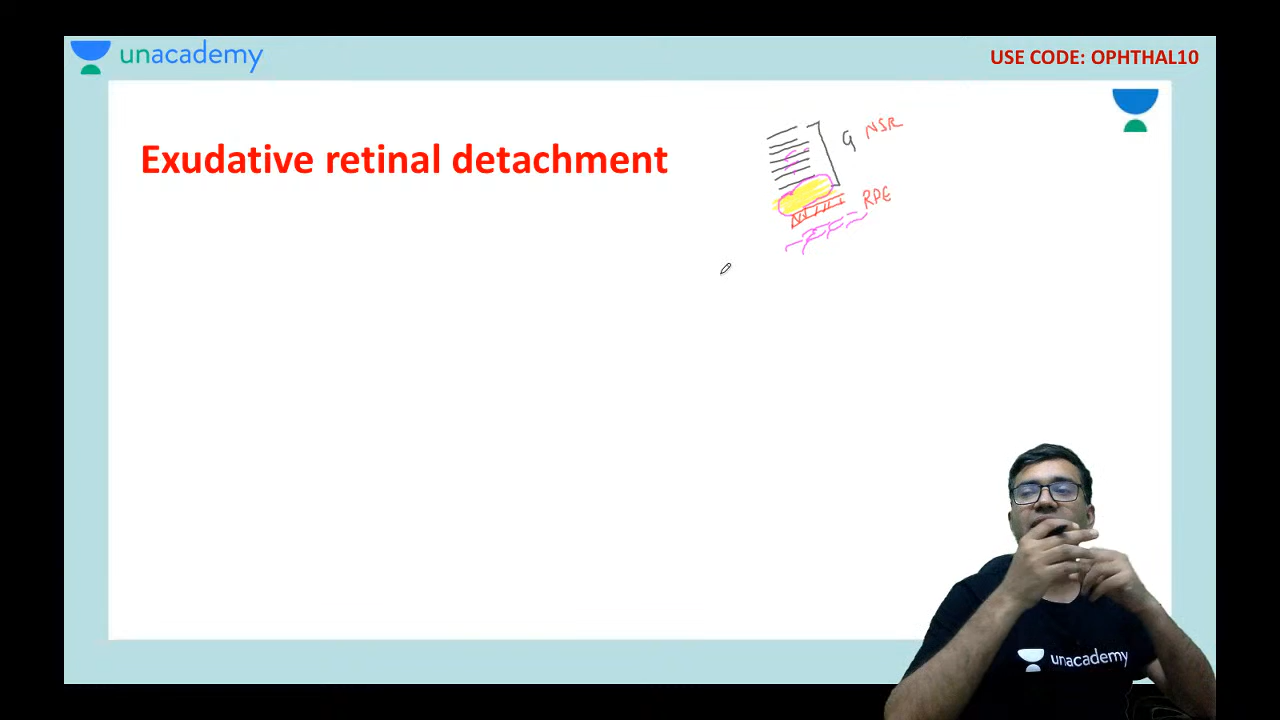 unacademy
USE CODE: OPHTHAL10
Exudative retinal detachment
9 NSR
RPE
unacademy